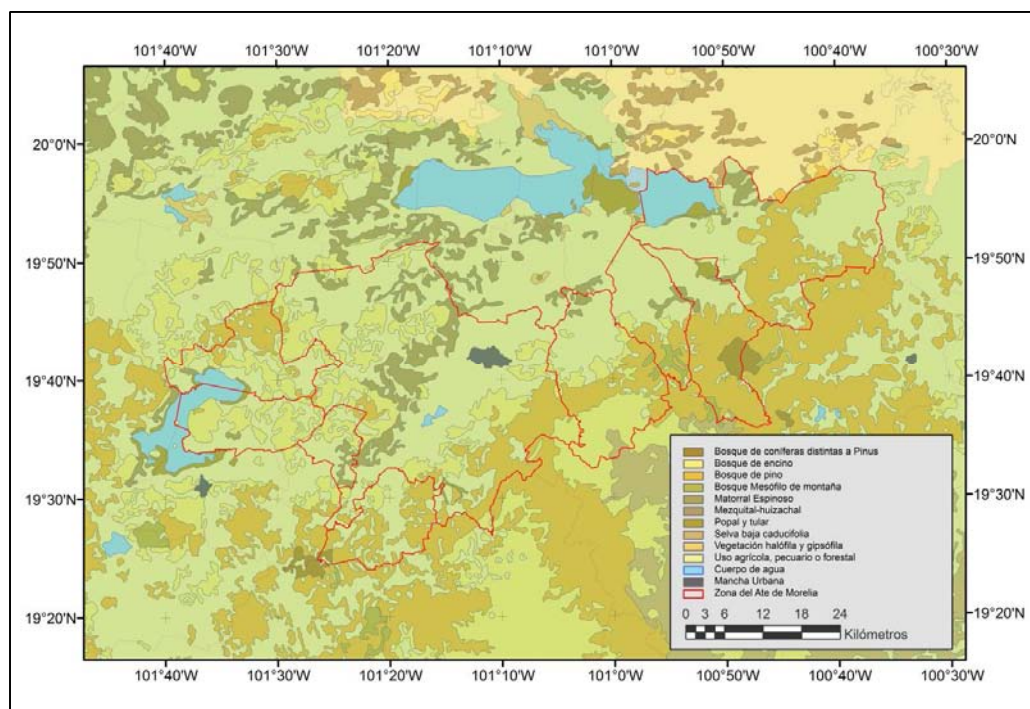 101°40'W 101°30'W 101°20'W 101°10'W 101°0'W 100°50'W 100°40'W 100°30'W
20°0'N 20°0'N
19°50'N 19°50'N
19°40'N 19°40'N
19°30'N 19°30'N
19°20'N 19°20'N
Bosque de coníferas distintas a Pinus
Bosque de encino
Bosque de pino
Bosque Mesófilo de montaña
Matorral Espinoso
Mezquital-huizachal
Popal y tular
Selva baja caducifolia
Vegetación halófila y gipsófila
Uso agrícola, pecuario o forestal
Cuerpo de agua
Mancha Urbana
Zona del Ate de Morelia
0 3 6 12 18 24
Kilómetros
101°40'W 101°30'W 101°20'W 101°10'W 101°0'W 100°50'W 100°40'W 100°30'W